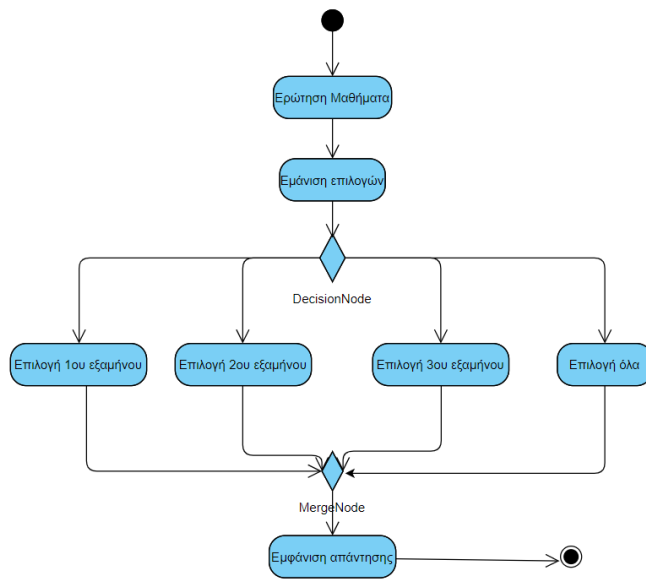 Ερώτηση Μαθήματα
Εμάνιση επιλογών
DecisionNode
Επιλογή 1ου εξαμήνου
Επιλογή 2ου εξαμήνου
Επιλογή 3ου εξαμήνου
Επιλογή όλα
MergeNode
Εμφάνιση απάντησης